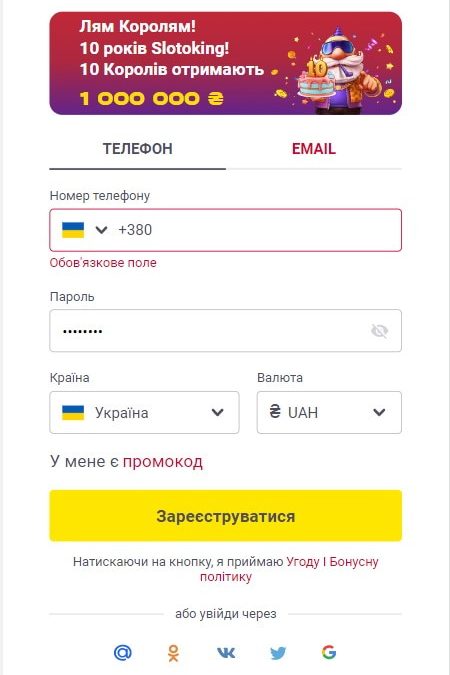 Лям Королям!
10 років Slotoking!
10 Королів отримають
1 000 000 ₴
10
ТЕЛЕФОН
EMAIL
Номер телефону
+380
Обов'язкове поле
Пароль
••••••••
Країна
Валюта
Україна
₴ UAH
У мене є промокод
Зареєструватися
Натискаючи на кнопку, я приймаю Угоду І Бонусну
політику
або увійди через